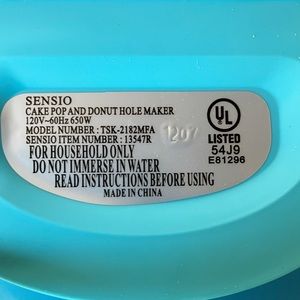 SENSIO
CAKE POP AND DONUT HOLE MAKER
120V~60Hz 650W
MODEL NUMBER : TSK-2182MFA
SENSIO ITEM NUMBER : 13547R
1207
FOR HOUSEHOLD ONLY
DO NOT IMMERSE IN WATER
READ INSTRUCTIONS BEFORE USING
MADE IN CHINA
UL
LISTED
54J9
E81296